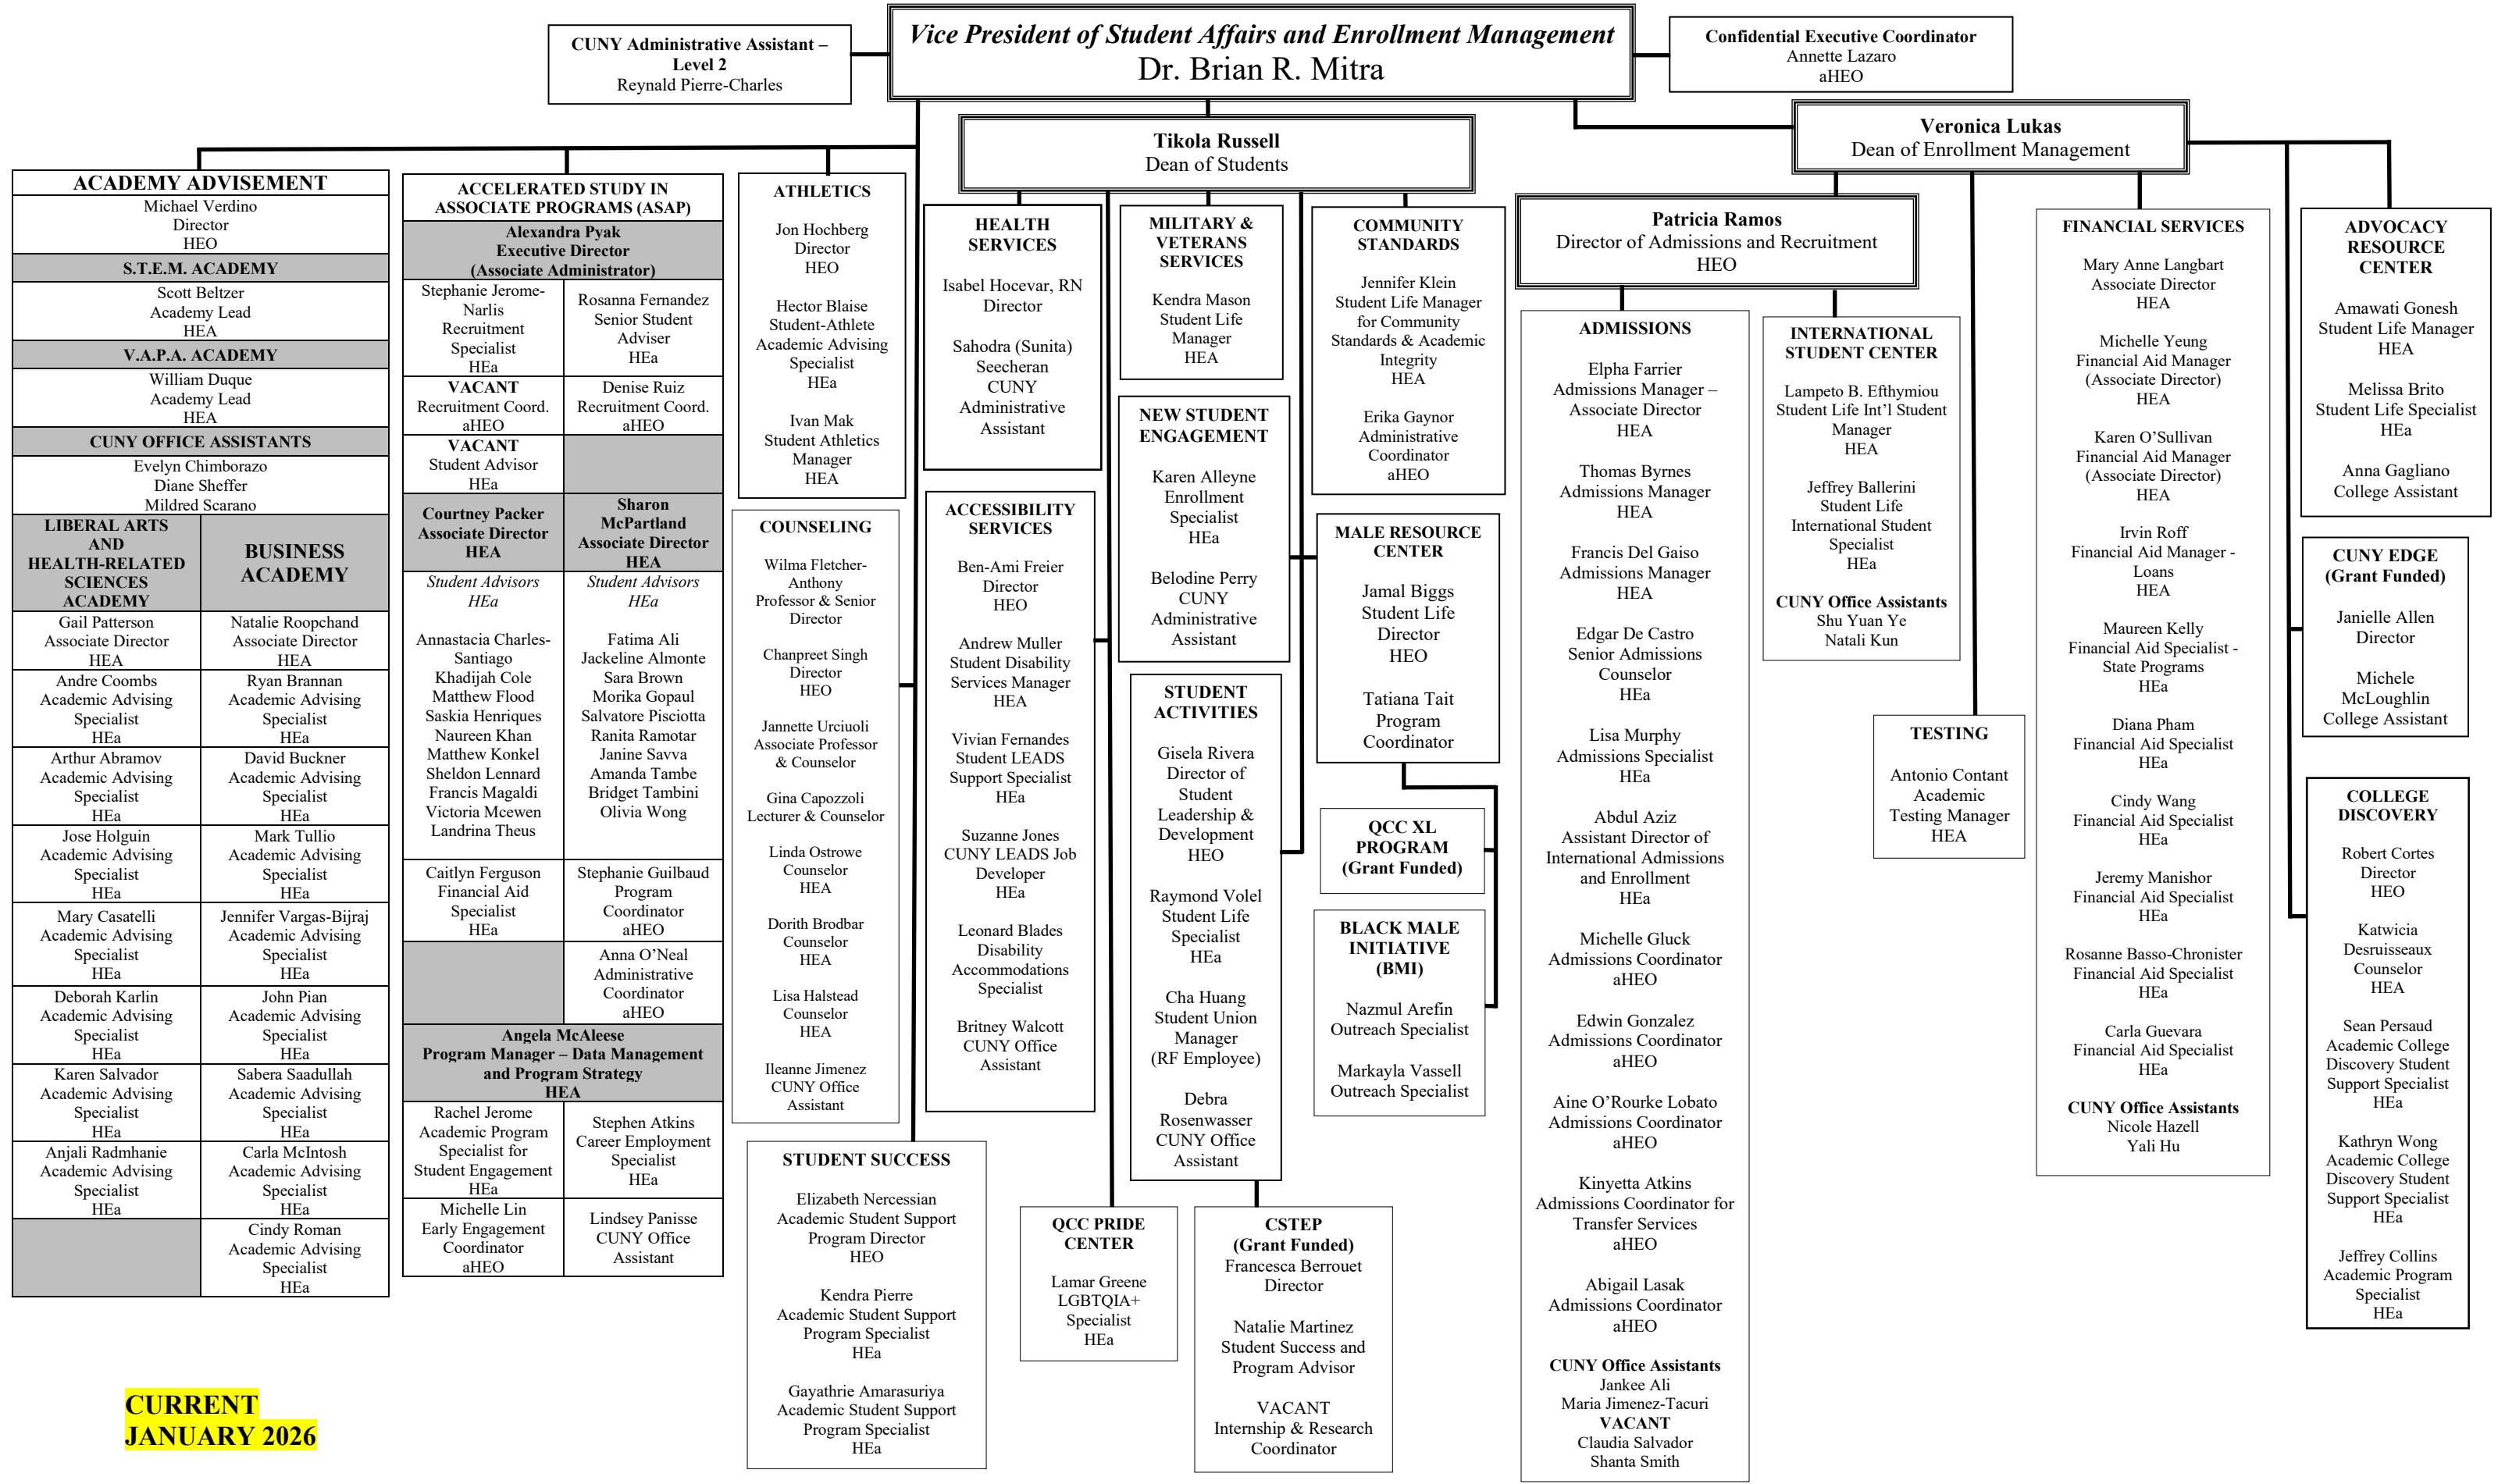 CUNY Administrative Assistant –
Level 2
Reynald Pierre-Charles
Vice President of Student Affairs and Enrollment Management
Dr. Brian R. Mitra
Confidential Executive Coordinator
Annette Lazaro
aHEO
Tikola Russell
Dean of Students
Veronica Lukas
Dean of Enrollment Management
ACADEMY ADVISEMENT
Michael Verdino
Director
HEO
S.T.E.M. ACADEMY
Scott Beltzer
Academy Lead
HEA
V.A.P.A. ACADEMY
William Duque
Academy Lead
HEA
CUNY OFFICE ASSISTANTS
Evelyn Chimborazo
Diane Sheffer
Mildred Scarano
LIBERAL ARTS
AND
HEALTH-RELATED
SCIENCES
ACADEMY
Gail Patterson
Associate Director
HEA
Andre Coombs
Academic Advising
Specialist
HEa
Arthur Abramov
Academic Advising
Specialist
HEa
Jose Holguin
Academic Advising
Specialist
HEa
Mary Casatelli
Academic Advising
Specialist
HEa
Deborah Karlin
Academic Advising
Specialist
HEa
Karen Salvador
Academic Advising
Specialist
HEa
Anjali Radmhanie
Academic Advising
Specialist
HEa
BUSINESS
ACADEMY
Natalie Roopchand
Associate Director
HEA
Ryan Brannan
Academic Advising
Specialist
HEa
David Buckner
Academic Advising
Specialist
HEa
Mark Tullio
Academic Advising
Specialist
HEa
Jennifer Vargas-Bijraj
Academic Advising
Specialist
HEa
John Pian
Academic Advising
Specialist
HEa
Sabera Saadullah
Academic Advising
Specialist
HEa
Carla McIntosh
Academic Advising
Specialist
HEa
Cindy Roman
Academic Advising
Specialist
HEa
ACCELERATED STUDY IN
ASSOCIATE PROGRAMS (ASAP)
Alexandra Pyak
Executive Director
(Associate Administrator)
Stephanie Jerome-
Narlis
Recruitment
Specialist
HEa
Rosanna Fernandez
Senior Student
Adviser
HEa
VACANT
Recruitment Coord.
aHEO
Denise Ruiz
Recruitment Coord.
aHEO
VACANT
Student Advisor
HEa
Courtney Packer
Associate Director
HEA
Student Advisors
HEa
Annastacia Charles-
Santiago
Khadijah Cole
Matthew Flood
Saskia Henriques
Naureen Khan
Matthew Konkel
Sheldon Lennard
Francis Magaldi
Victoria Mcewen
Landrina Theus
Sharon
McPartland
Associate Director
HEA
Student Advisors
HEa
Fatima Ali
Jackeline Almonte
Sara Brown
Morika Gopaul
Salvatore Pisciotta
Ranita Ramotar
Janine Savva
Amanda Tambe
Bridget Tambini
Olivia Wong
Caitlyn Ferguson
Financial Aid
Specialist
HEa
Stephanie Guilbaud
Program
Coordinator
aHEO
Anna O’Neal
Administrative
Coordinator
aHEO
Angela McAleese
Program Manager – Data Management
and Program Strategy
HEA
Rachel Jerome
Academic Program
Specialist for
Student Engagement
HEa
Stephen Atkins
Career Employment
Specialist
HEa
Michelle Lin
Early Engagement
Coordinator
aHEO
Lindsey Panisse
CUNY Office
Assistant
ATHLETICS
Jon Hochberg
Director
HEO
Hector Blaise
Student-Athlete
Academic Advising
Specialist
HEa
Ivan Mak
Student Athletics
Manager
HEA
COUNSELING
Wilma Fletcher-
Anthony
Professor & Senior
Director
Chanpreet Singh
Director
HEO
Jannette Urciuoli
Associate Professor
& Counselor
Gina Capozzoli
Lecturer & Counselor
Linda Ostrowe
Counselor
HEA
Dorith Brodbar
Counselor
HEA
Lisa Halstead
Counselor
HEA
Ileanne Jimenez
CUNY Office
Assistant
STUDENT SUCCESS
Elizabeth Nercessian
Academic Student Support
Program Director
HEO
Kendra Pierre
Academic Student Support
Program Specialist
HEa
Gayathrie Amarasuriya
Academic Student Support
Program Specialist
HEa
HEALTH
SERVICES
Isabel Hocevar, RN
Director
Sahodra (Sunita)
Seecheran
CUNY
Administrative
Assistant
ACCESSIBILITY
SERVICES
Ben-Ami Freier
Director
HEO
Andrew Muller
Student Disability
Services Manager
HEA
Vivian Fernandes
Student LEADS
Support Specialist
HEa
Suzanne Jones
CUNY LEADS Job
Developer
HEa
Leonard Blades
Disability
Accommodations
Specialist
Britney Walcott
CUNY Office
Assistant
QCC PRIDE
CENTER
Lamar Greene
LGBTQIA+
Specialist
HEa
MILITARY &
VETERANS
SERVICES
Kendra Mason
Student Life
Manager
HEA
NEW STUDENT
ENGAGEMENT
Karen Alleyne
Enrollment
Specialist
HEa
Belodine Perry
CUNY
Administrative
Assistant
STUDENT
ACTIVITIES
Gisela Rivera
Director of
Student
Leadership &
Development
HEO
Raymond Volel
Student Life
Specialist
HEa
Cha Huang
Student Union
Manager
(RF Employee)
Debra
Rosenwasser
CUNY Office
Assistant
CSTEP
(Grant Funded)
Francesca Berrouet
Director
Natalie Martinez
Student Success and
Program Advisor
VACANT
Internship & Research
Coordinator
COMMUNITY
STANDARDS
Jennifer Klein
Student Life Manager
for Community
Standards & Academic
Integrity
HEA
Erika Gaynor
Administrative
Coordinator
aHEO
MALE RESOURCE
CENTER
Jamal Biggs
Student Life
Director
HEO
Tatiana Tait
Program
Coordinator
QCC XL
PROGRAM
(Grant Funded)
BLACK MALE
INITIATIVE
(BMI)
Nazmul Arefin
Outreach Specialist
Markayla Vassell
Outreach Specialist
Patricia Ramos
Director of Admissions and Recruitment
HEO
ADMISSIONS
Elpha Farrier
Admissions Manager –
Associate Director
HEA
Thomas Byrnes
Admissions Manager
HEA
Francis Del Gaiso
Admissions Manager
HEA
Edgar De Castro
Senior Admissions
Counselor
HEa
Lisa Murphy
Admissions Specialist
HEa
Abdul Aziz
Assistant Director of
International Admissions
and Enrollment
HEa
Michelle Gluck
Admissions Coordinator
aHEO
Edwin Gonzalez
Admissions Coordinator
aHEO
Aine O’Rourke Lobato
Admissions Coordinator
aHEO
Kinyetta Atkins
Admissions Coordinator for
Transfer Services
aHEO
Abigail Lasak
Admissions Coordinator
aHEO
CUNY Office Assistants
Jankee Ali
Maria Jimenez-Tacuri
VACANT
Claudia Salvador
Shanta Smith
INTERNATIONAL
STUDENT CENTER
Lampeto B. Efthymiou
Student Life Int’l Student
Manager
HEA
Jeffrey Ballerini
Student Life
International Student
Specialist
HEa
CUNY Office Assistants
Shu Yuan Ye
Natali Kun
TESTING
Antonio Contant
Academic
Testing Manager
HEA
FINANCIAL SERVICES
Mary Anne Langbart
Associate Director
HEA
Michelle Yeung
Financial Aid Manager
(Associate Director)
HEA
Karen O’Sullivan
Financial Aid Manager
(Associate Director)
HEA
Irvin Roff
Financial Aid Manager -
Loans
HEA
Maureen Kelly
Financial Aid Specialist -
State Programs
HEa
Diana Pham
Financial Aid Specialist
HEa
Cindy Wang
Financial Aid Specialist
HEa
Jeremy Manishor
Financial Aid Specialist
HEa
Rosanne Basso-Chronister
Financial Aid Specialist
HEa
Carla Guevara
Financial Aid Specialist
HEa
CUNY Office Assistants
Nicole Hazell
Yali Hu
ADVOCACY
RESOURCE
CENTER
Amawati Gonesh
Student Life Manager
HEA
Melissa Brito
Student Life Specialist
HEa
Anna Gagliano
College Assistant
CUNY EDGE
(Grant Funded)
Janielle Allen
Director
Michele
McLoughlin
College Assistant
COLLEGE
DISCOVERY
Robert Cortes
Director
HEO
Katwicia
Desruisseaux
Counselor
HEA
Sean Persaud
Academic College
Discovery Student
Support Specialist
HEa
Kathryn Wong
Academic College
Discovery Student
Support Specialist
HEa
Jeffrey Collins
Academic Program
Specialist
HEa
CURRENT
JANUARY 2026